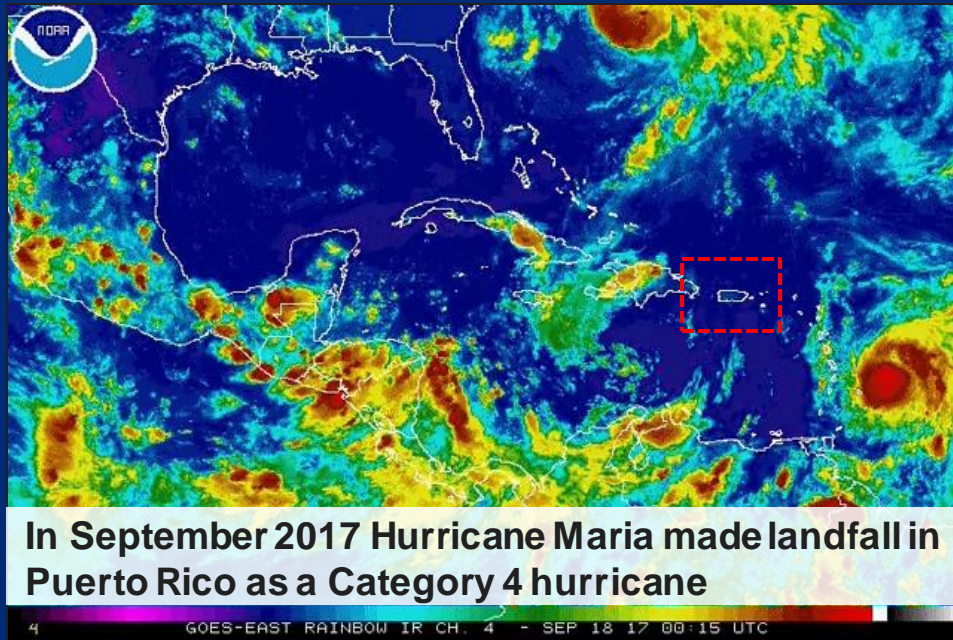 NOAA
In September 2017 Hurricane Maria made landfall in
Puerto Rico as a Category 4 hurricane
4 GOES-EAST RAINBOW IR CH. 4 - SEP 18 17 00:15 UTC